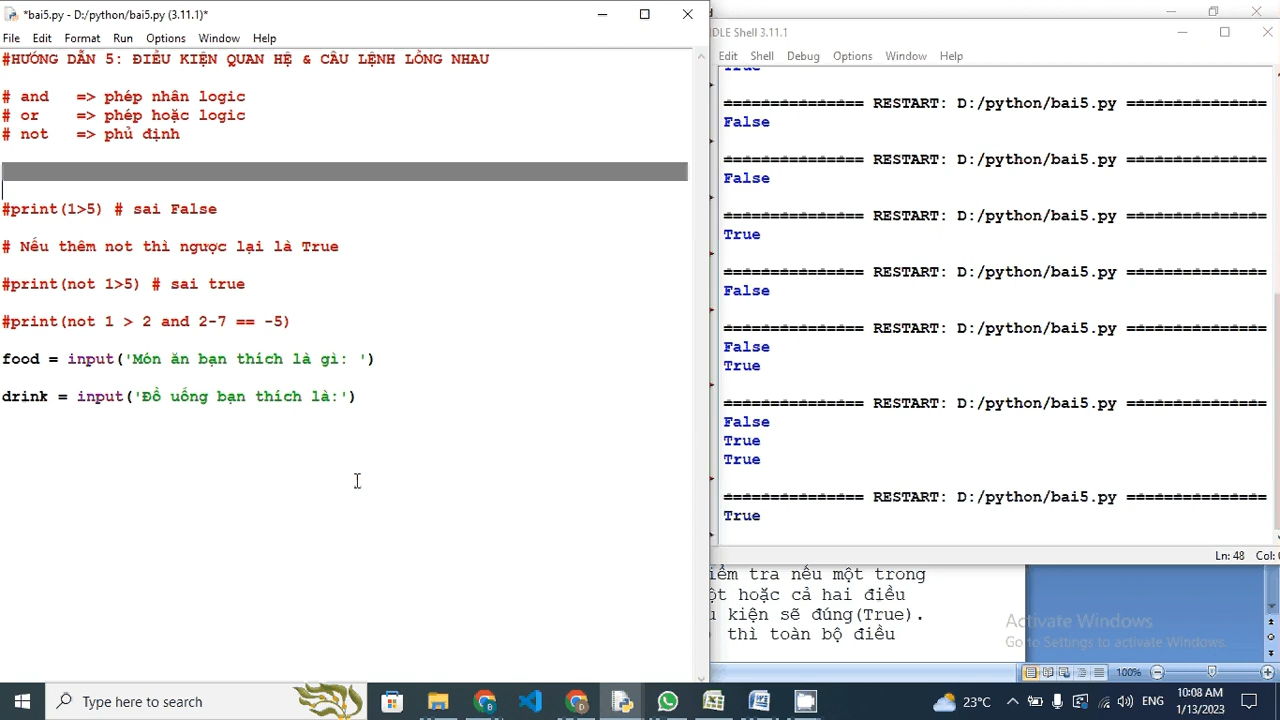 *bai5.py - D:/python/bai5.py (3.11.1)*
File Edit Format Run Options Window Help
#HƯỚNG DẪN 5: ĐIỀU KIỆN QUAN HỆ & CÂU LỆNH LỒNG NHAU
# and => phép nhân logic
# or => phép hoặc logic
# not => phủ định
#print(1>5) # sai False
# Nếu thêm not thì ngược lại là True
#print(not 1>5) # sai true
#print(not 1 > 2 and 2-7 == -5)
food = input('Món ăn bạn thích là gì: ')
drink = input('Đồ uống bạn thích là:')
DLE Shell 3.11.1
Edit Shell Debug Options Window Help
True
=============== RESTART: D:/python/bai5.py ===============
False
=============== RESTART: D:/python/bai5.py ===============
False
=============== RESTART: D:/python/bai5.py ===============
True
=============== RESTART: D:/python/bai5.py ===============
False
=============== RESTART: D:/python/bai5.py ===============
False
True
=============== RESTART: D:/python/bai5.py ===============
False
True
True
=============== RESTART: D:/python/bai5.py ===============
True
Ln: 48 Col:
iểm tra nếu một trong
ột hoặc cả hai điều
kiện sẽ đúng(True).
thì toàn bộ điều
Activate Windows
Go to Settings to activate Windows.
100%
Type here to search
23°C
ENG
10:08 AM
1/13/2023